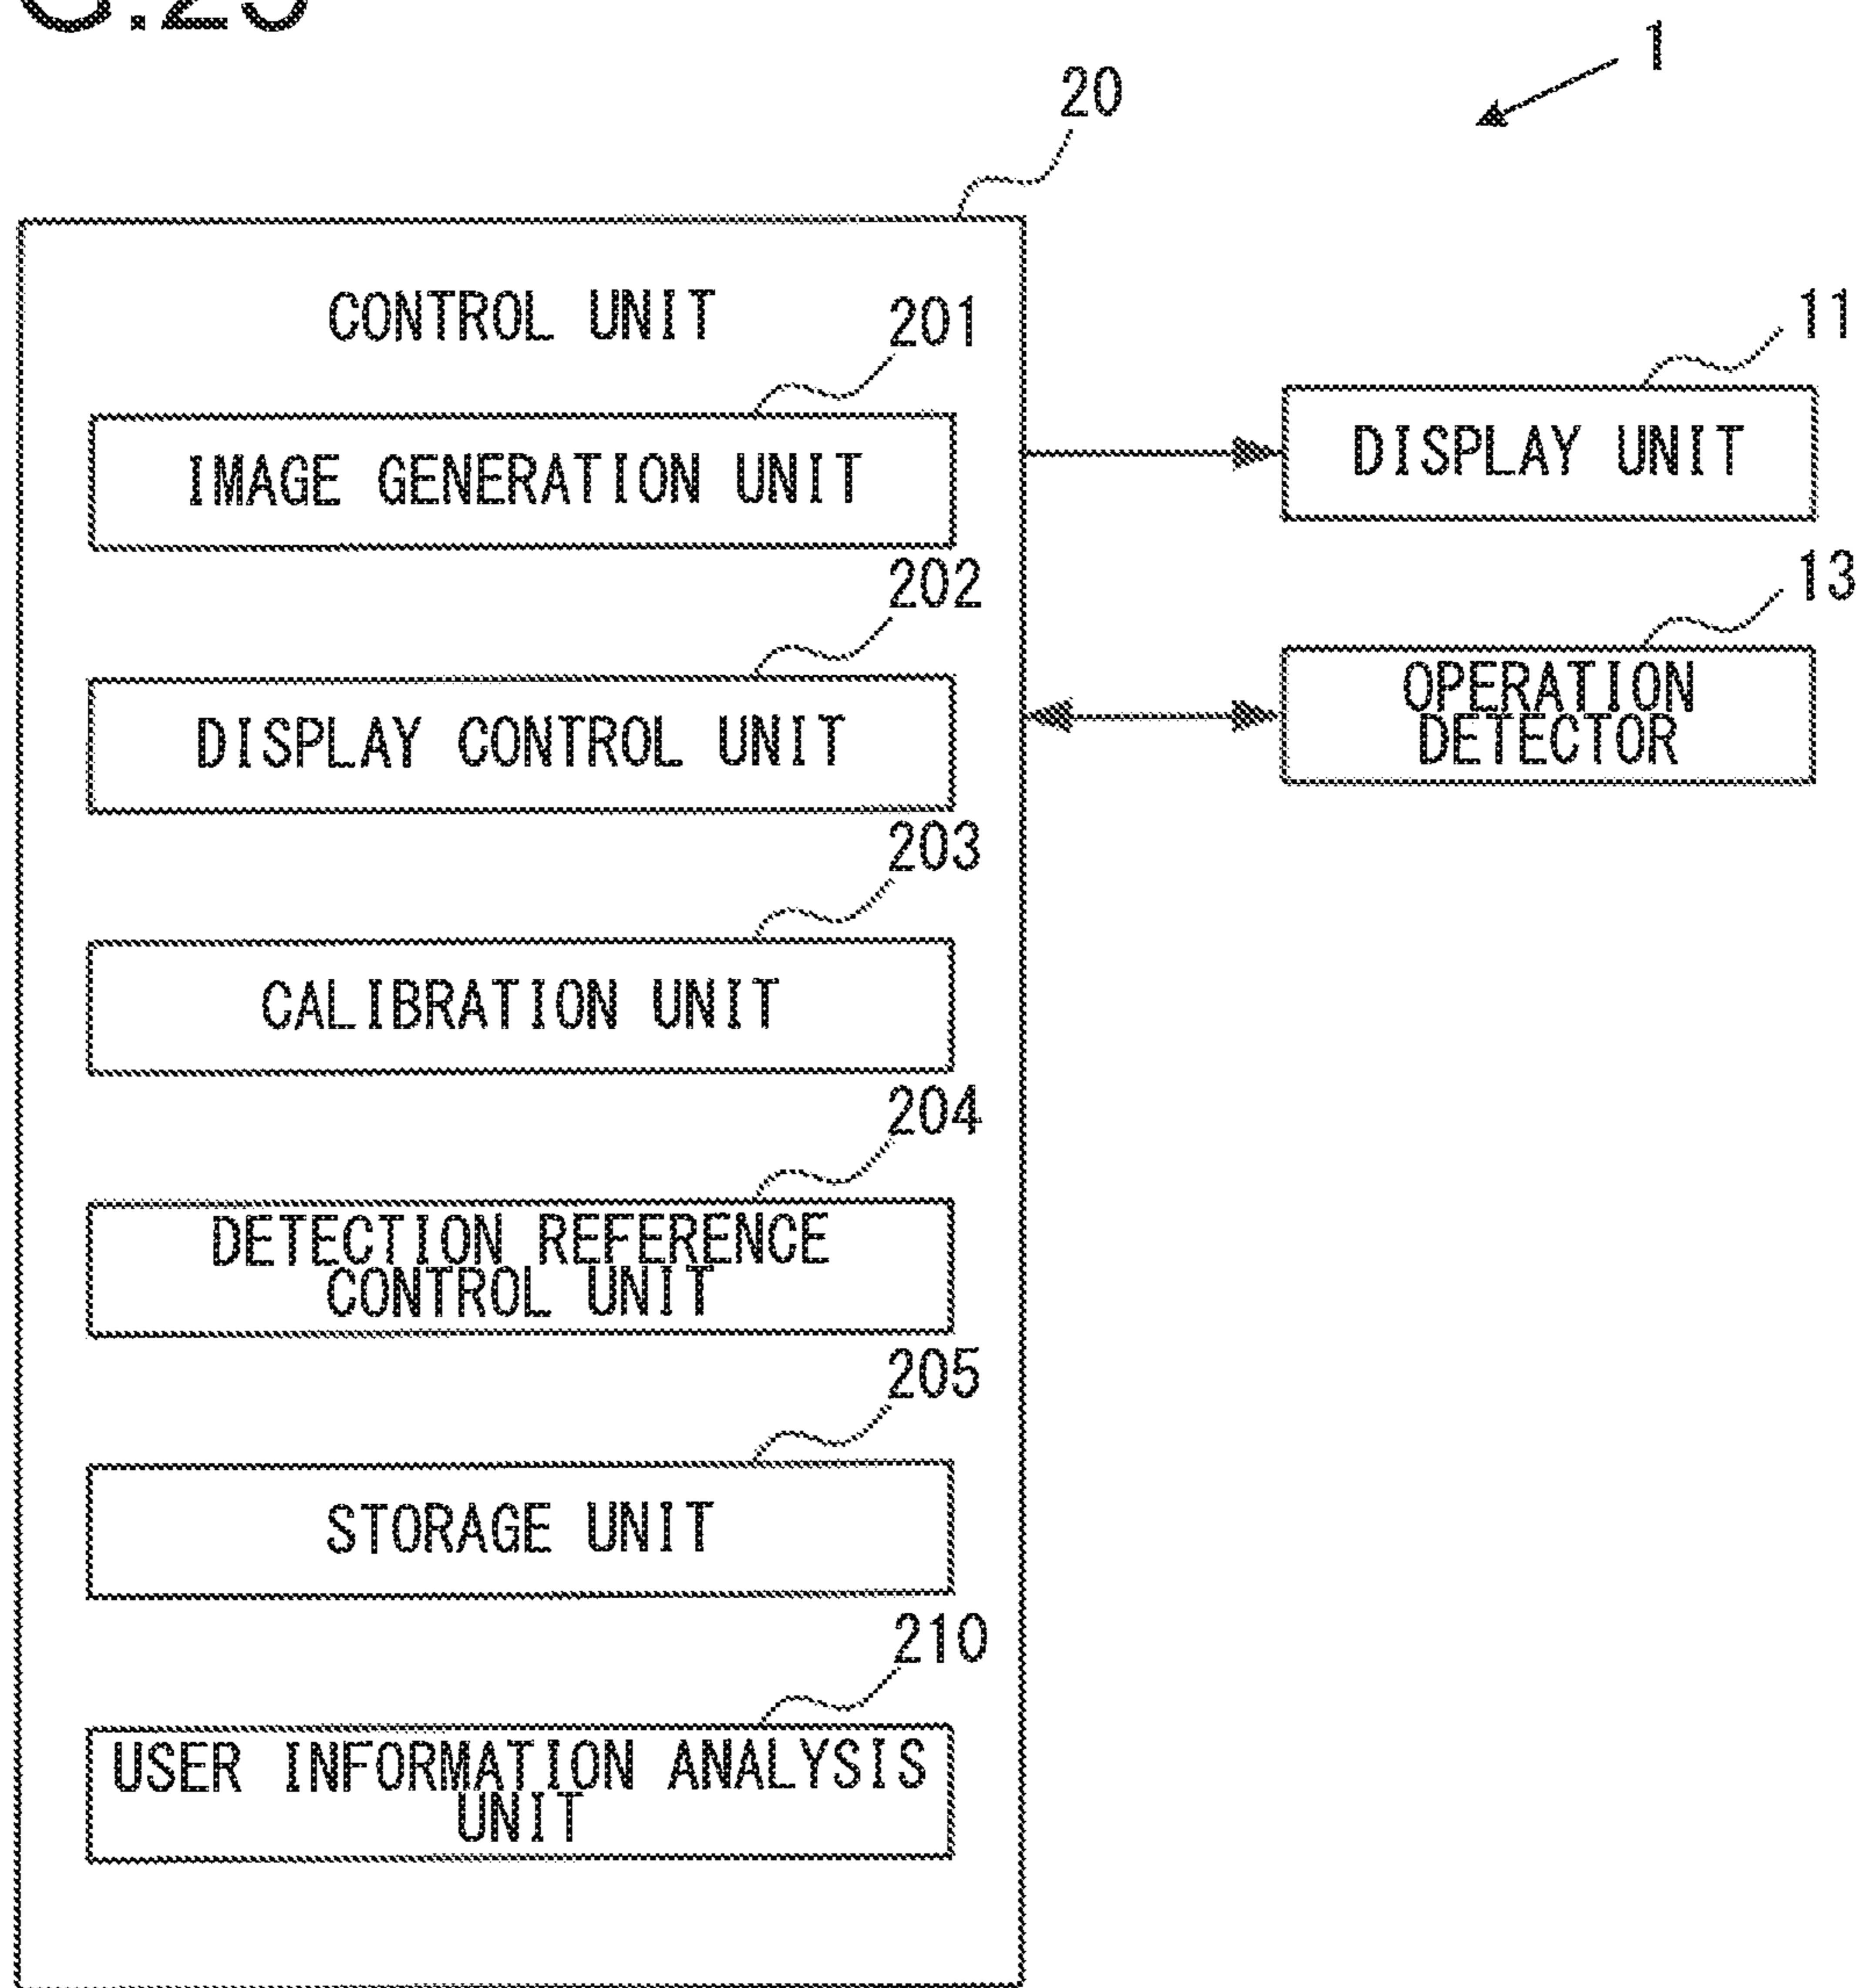 G.25
1
20
CONTROL UNIT
201
IMAGE GENERATION UNIT
202
DISPLAY CONTROL UNIT
203
CALIBRATION UNIT
204
DETECTION REFERENCE
CONTROL UNIT
205
STORAGE UNIT
210
USER INFORMATION ANALYSIS
UNIT
11
DISPLAY UNIT
13
OPERATION
DETECTOR